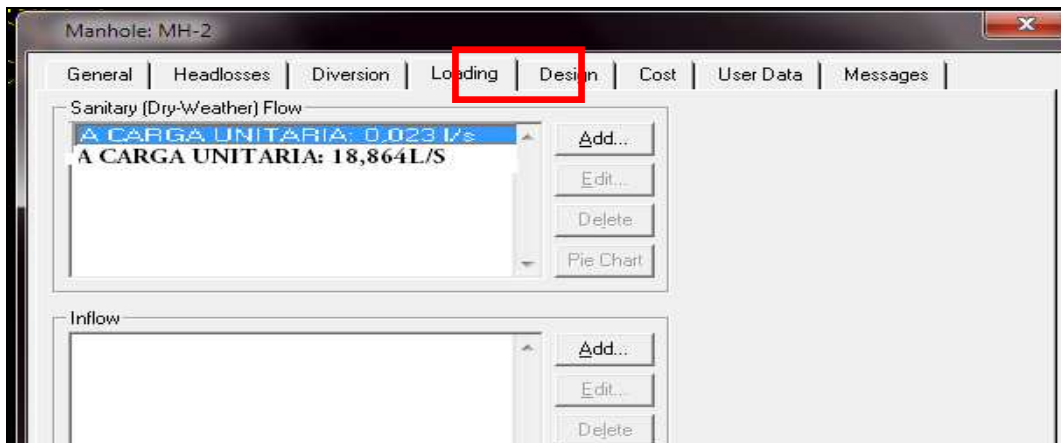 Manhole: MH-2
General Headlosses Diversion Loading Design Cost User Data Messages
Sanitary (Dry-Weather) Flow
A CARGA UNITARIA: 0,023 l/s
A CARGA UNITARIA: 18,864L/S
Add...
Edit...
Delete
Pie Chart
Inflow
Add...
Edit...
Delete